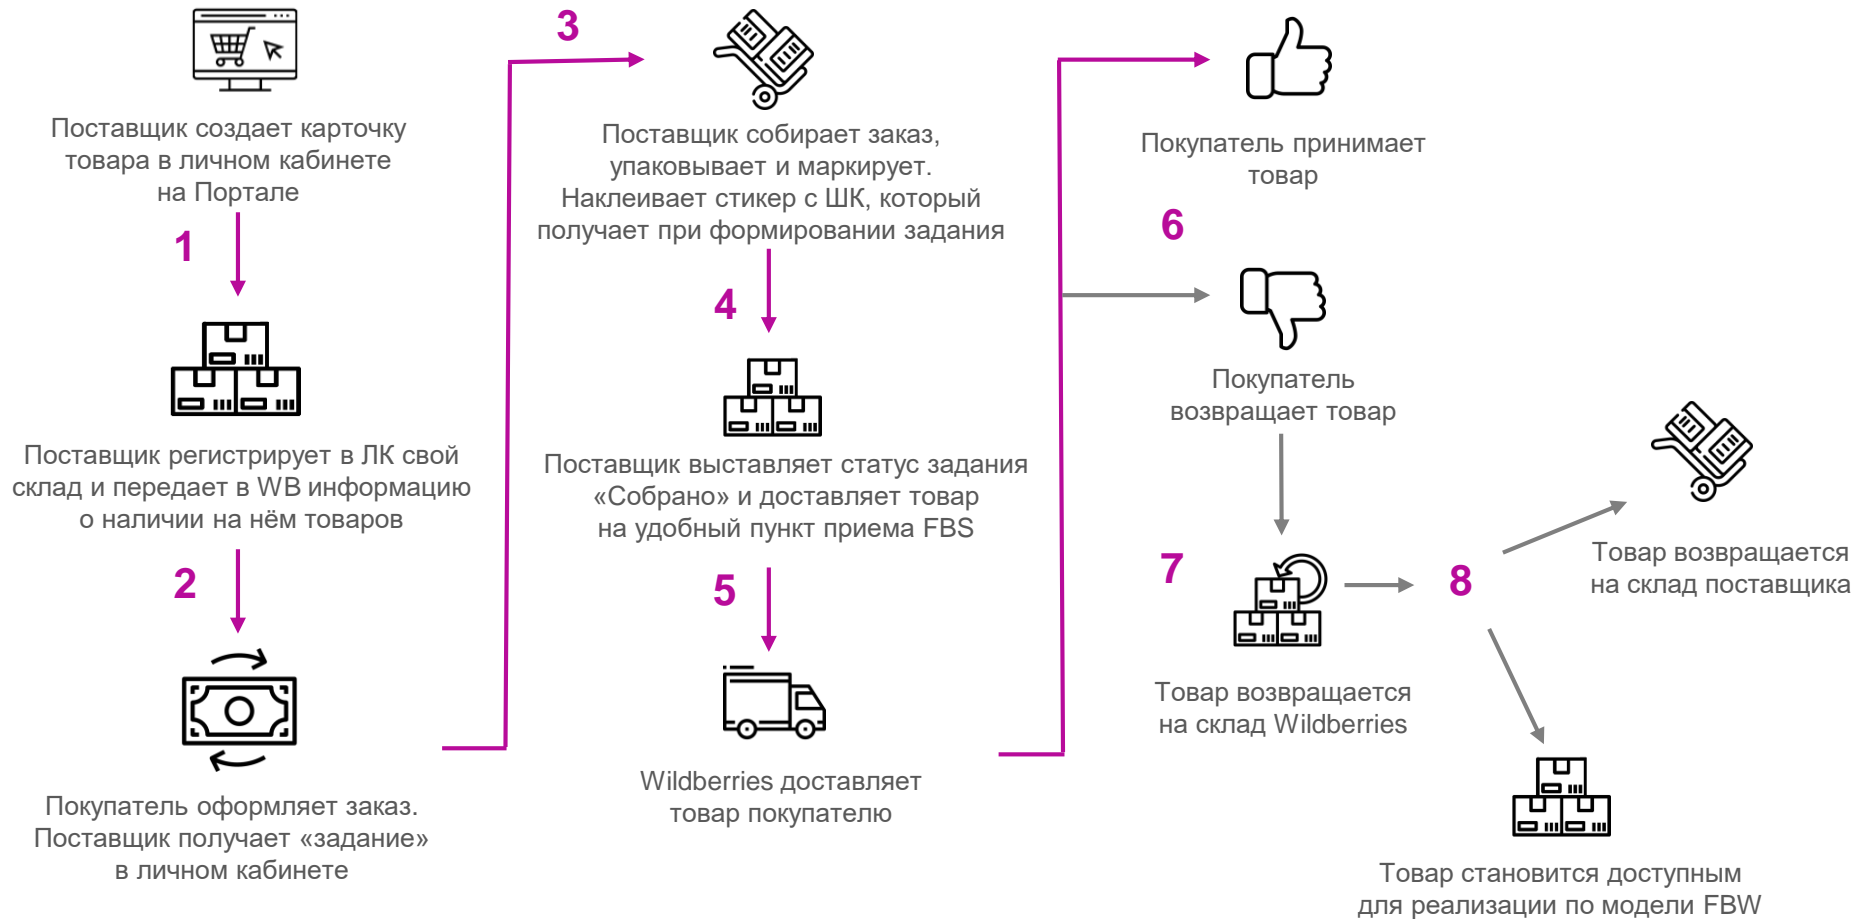 Поставщик создает карточку
товара в личном кабинете
на Портале
1
Поставщик регистрирует в ЛК свой
склад и передает в WB информацию
о наличии на нём товаров
2
Покупатель оформляет заказ.
Поставщик получает «задание»
в личном кабинете
3
Поставщик собирает заказ,
упаковывает и маркирует.
Наклеивает стикер с ШК, который
получает при формировании задания
4
Поставщик выставляет статус задания
«Собрано» и доставляет товар
на удобный пункт приема FBS
5
Wildberries доставляет
товар покупателю
Покупатель принимает
товар
6
Покупатель
возвращает товар
7
Товар возвращается
на склад Wildberries
8
Товар возвращается
на склад поставщика
Товар становится доступным
для реализации по модели FBW